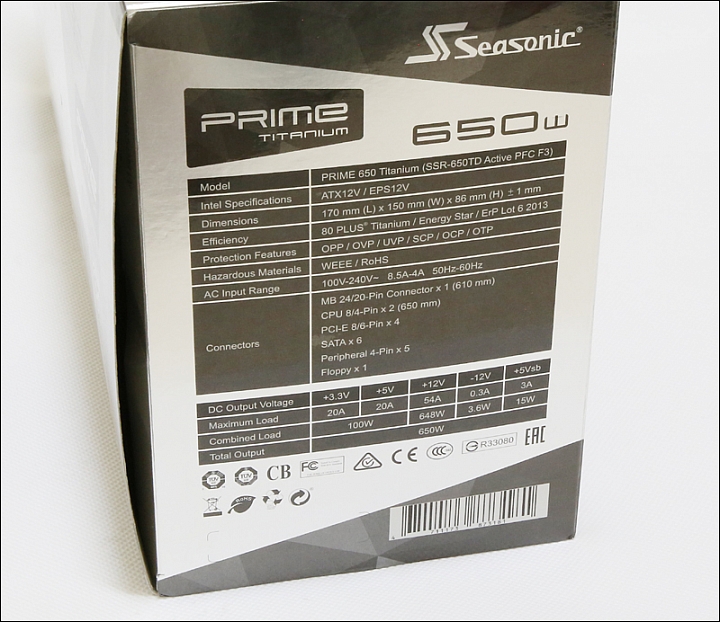 Seasonic®
PRIME
TITANIUM
650W
Model PRIME 650 Titanium (SSR-650TD Active PFC F3)
Intel Specifications ATX12V / EPS12V
Dimensions 170 mm (L) x 150 mm (W) x 86 mm (H) ± 1 mm
Efficiency 80 PLUS® Titanium / Energy Star / ErP Lot 6 2013
Protection Features OPP / OVP / UVP / SCP / OCP / OTP
Hazardous Materials WEEE / RoHS
AC Input Range 100V-240V~ 8.5A-4A 50Hz-60Hz
Connectors
MB 24/20-Pin Connector x 1 (610 mm)
CPU 8/4-Pin x 2 (650 mm)
PCI-E 8/6-Pin x 4
SATA x 6
Peripheral 4-Pin x 5
Floppy x 1
DC Output Voltage +3.3V +5V +12V -12V +5Vsb
Maximum Load 20A 20A 54A 0.3A 3A
Combined Load 100W 648W 3.6W 15W
Total Output 650W
TÜV TÜV CB FC CE CCC R33080 EAC
RoHS